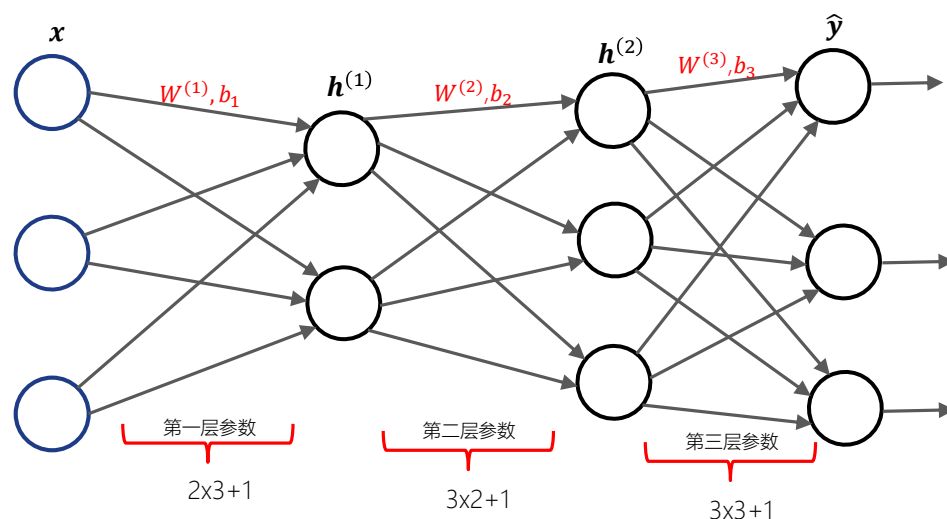 x
h⁽¹⁾
h⁽²⁾
ŷ
W⁽¹⁾, b₁
W⁽²⁾,b₂
W⁽³⁾,b₃
第一层参数
第二层参数
第三层参数
2x3+1
3x2+1
3x3+1